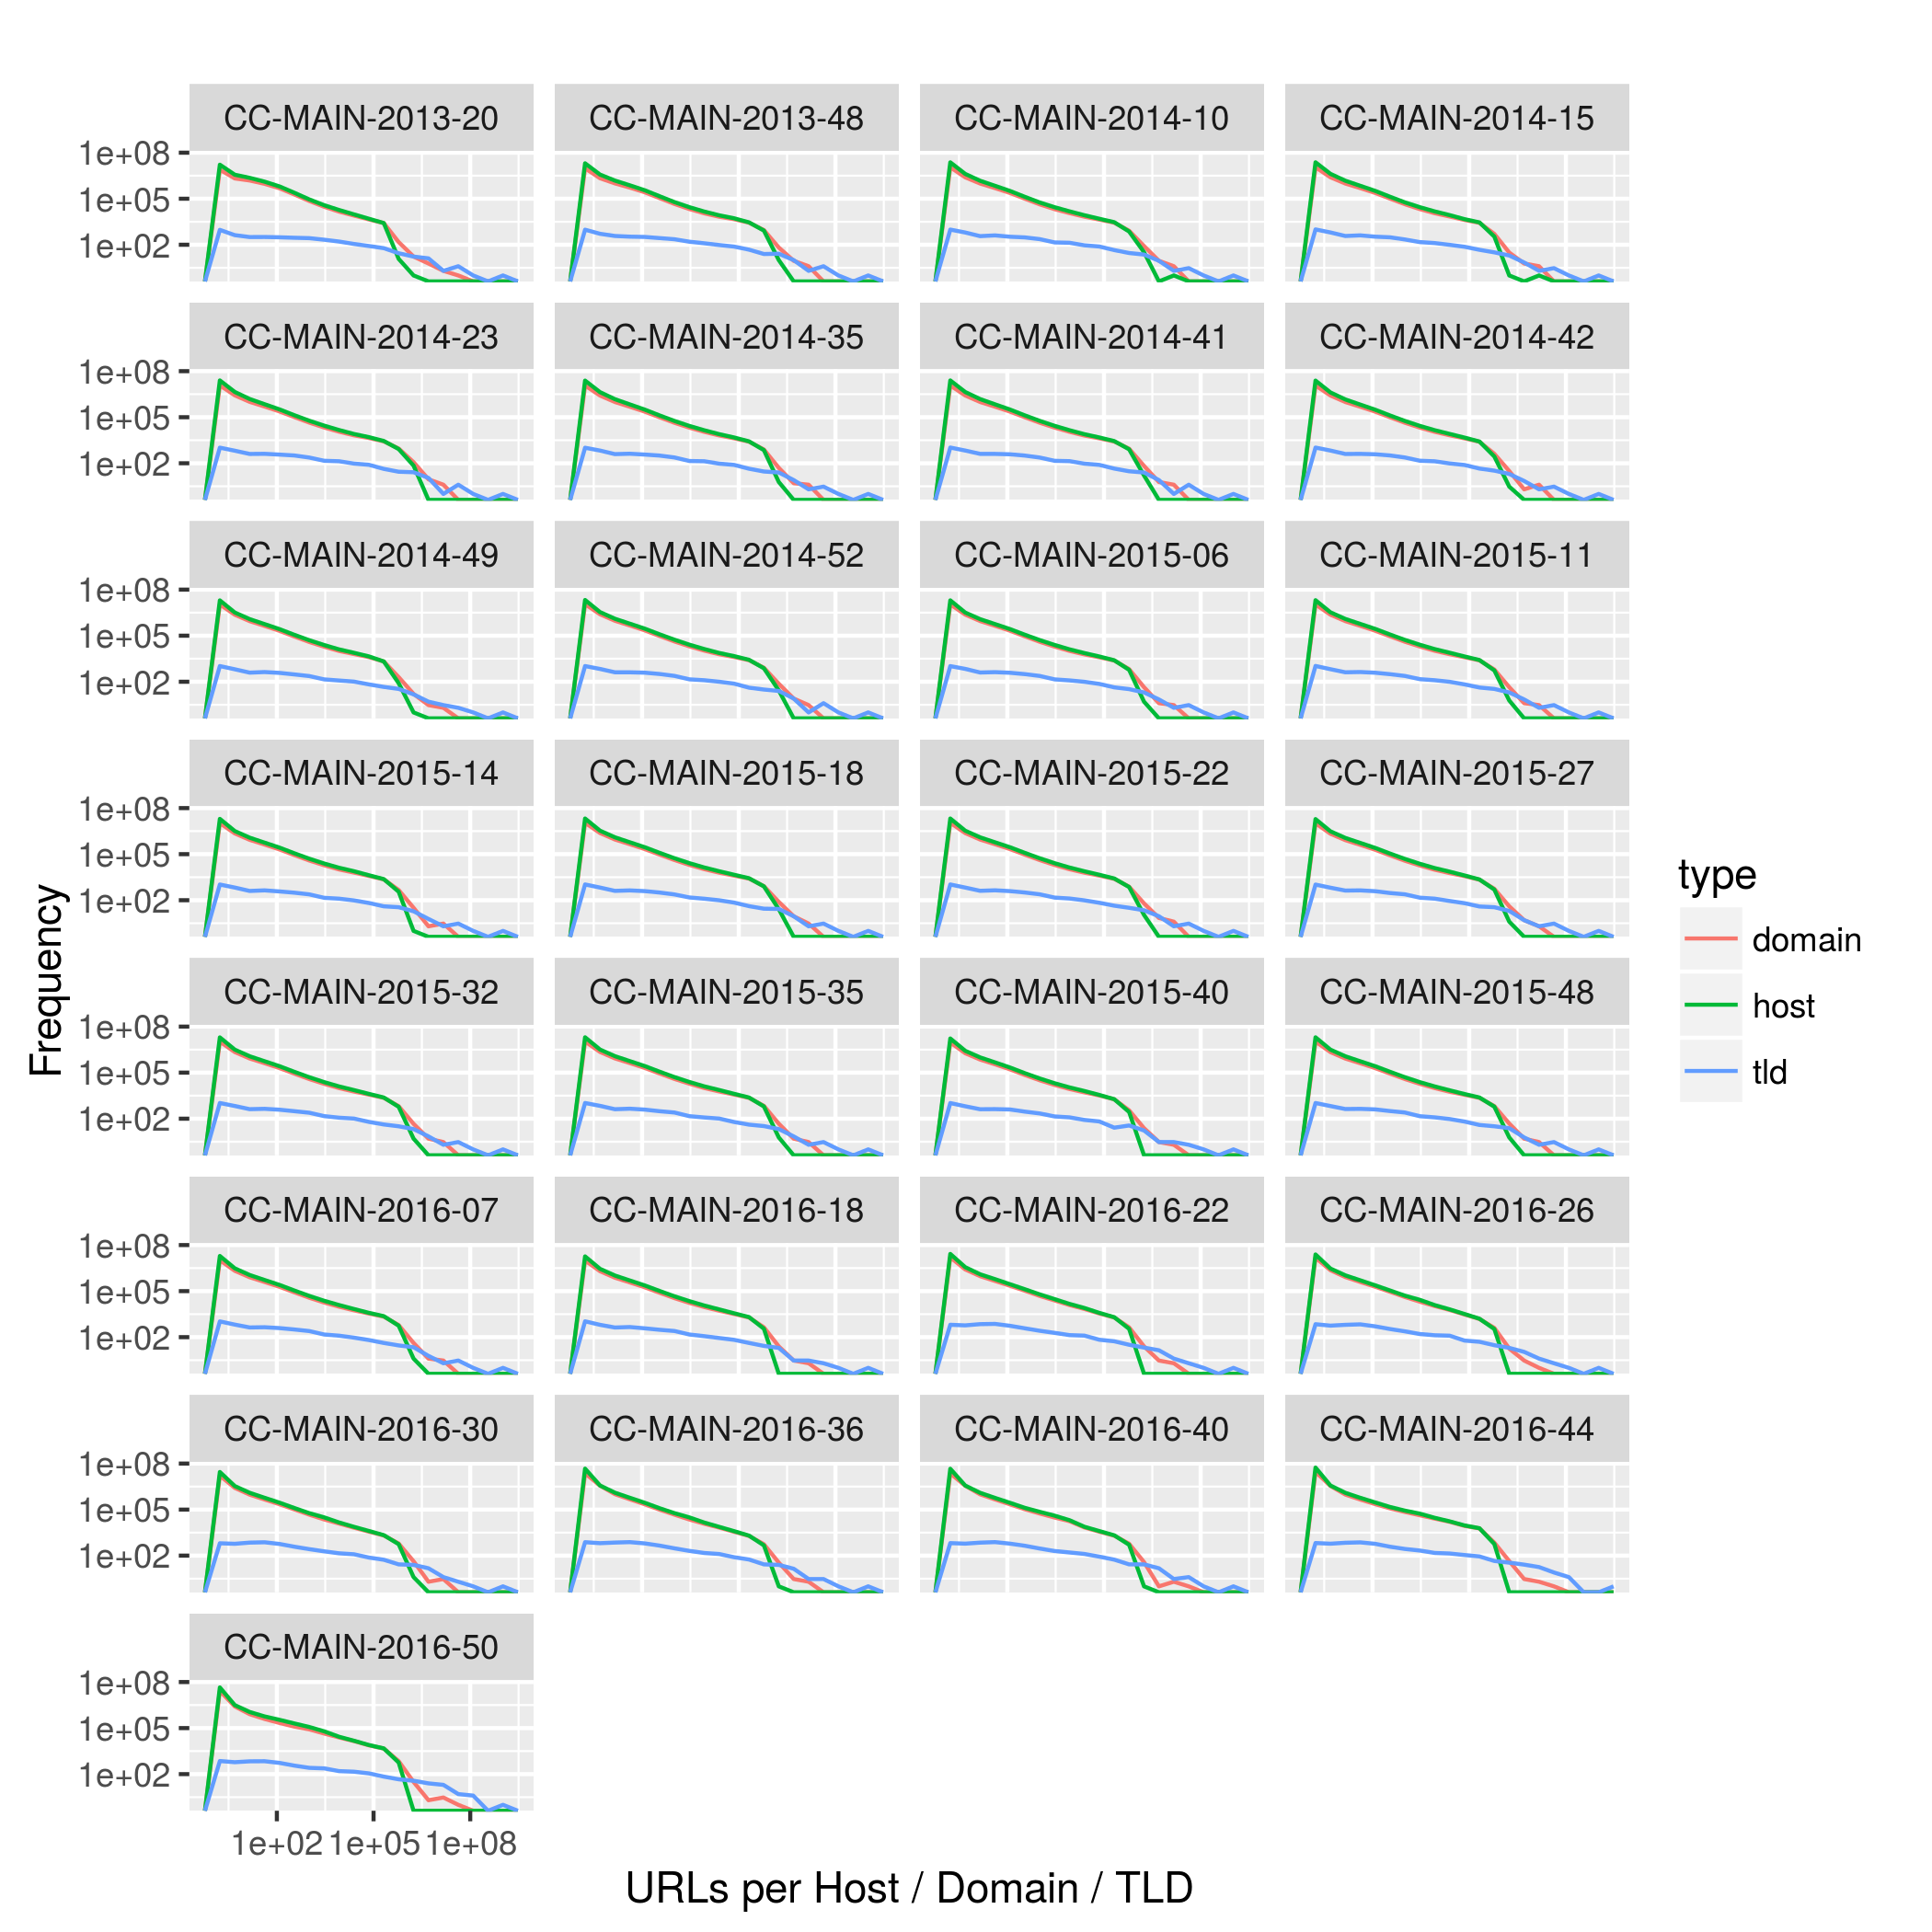 CC-MAIN-2013-20 CC-MAIN-2013-48 CC-MAIN-2014-10 CC-MAIN-2014-15
1e+08
1e+05
1e+02
CC-MAIN-2014-23 CC-MAIN-2014-35 CC-MAIN-2014-41 CC-MAIN-2014-42
1e+08
1e+05
1e+02
CC-MAIN-2014-49 CC-MAIN-2014-52 CC-MAIN-2015-06 CC-MAIN-2015-11
1e+08
1e+05
1e+02
CC-MAIN-2015-14 CC-MAIN-2015-18 CC-MAIN-2015-22 CC-MAIN-2015-27
1e+08
1e+05
1e+02
CC-MAIN-2015-32 CC-MAIN-2015-35 CC-MAIN-2015-40 CC-MAIN-2015-48
1e+08
1e+05
1e+02
CC-MAIN-2016-07 CC-MAIN-2016-18 CC-MAIN-2016-22 CC-MAIN-2016-26
1e+08
1e+05
1e+02
CC-MAIN-2016-30 CC-MAIN-2016-36 CC-MAIN-2016-40 CC-MAIN-2016-44
1e+08
1e+05
1e+02
CC-MAIN-2016-50
1e+08
1e+05
1e+02
1e+02 1e+05 1e+08
URLs per Host / Domain / TLD
Frequency
type
domain
host
tld